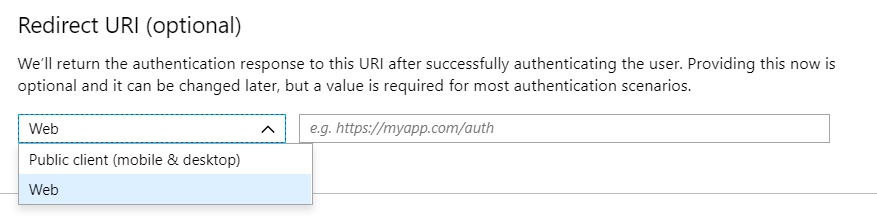 Redirect URI (optional)
We'll return the authentication response to this URI after successfully authenticating the user. Providing this now is
optional and it can be changed later, but a value is required for most authentication scenarios.
Web
e.g. https://myapp.com/auth
Public client (mobile & desktop)
Web